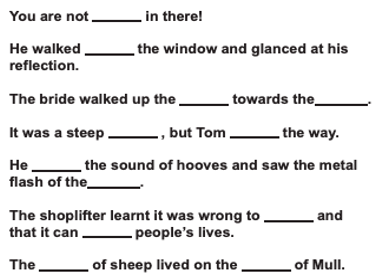 You are not ______ in there!
He walked ______ the window and glanced at his
reflection.
The bride walked up the ______ towards the______.
It was a steep ______ , but Tom ______ the way.
He ______ the sound of hooves and saw the metal
flash of the______.
The shoplifter learnt it was wrong to ______ and
that it can ______ people’s lives.
The ______ of sheep lived on the ______ of Mull.